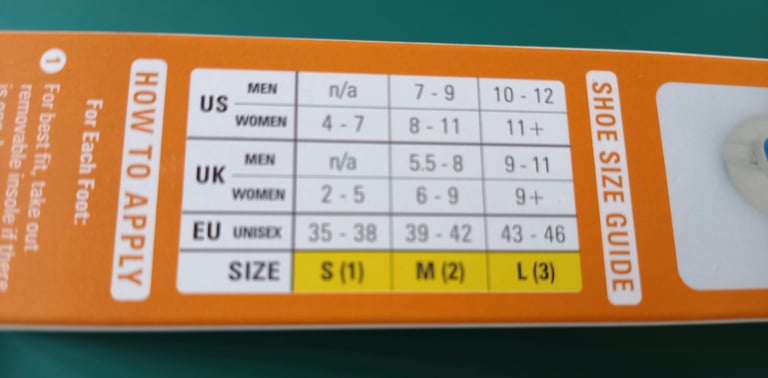 HOW TO APPLY
For Each Foot:
1 For best fit, take out
removable insole if there
SHOE SIZE GUIDE
US MEN n/a 7 - 9 10 - 12
WOMEN 4 - 7 8 - 11 11+
UK MEN n/a 5.5 - 8 9 - 11
WOMEN 2 - 5 6 - 9 9+
EU UNISEX 35 - 38 39 - 42 43 - 46
SIZE S (1) M (2) L (3)